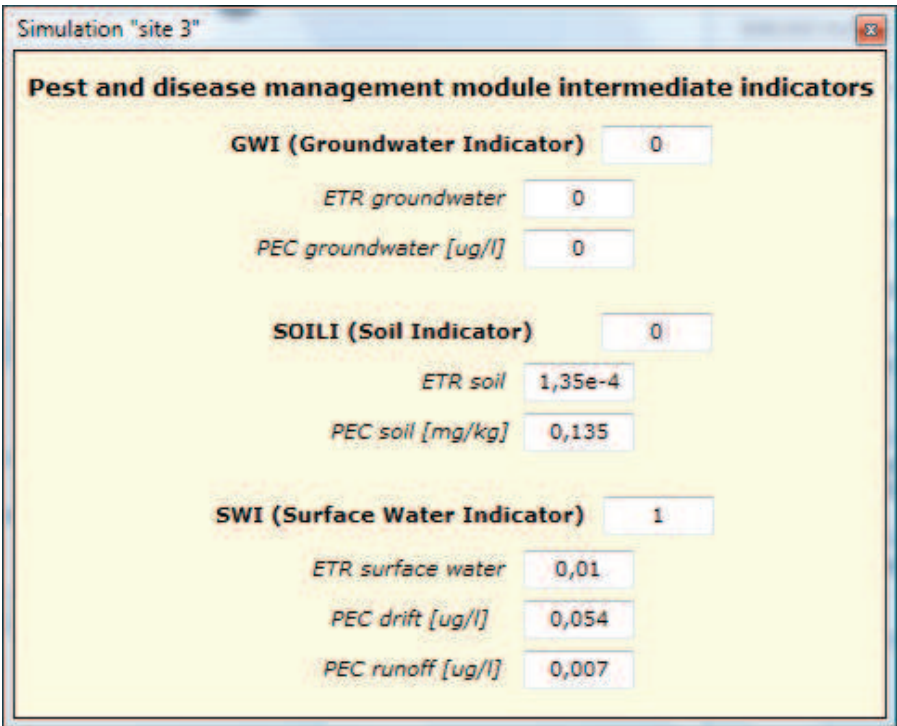 Simulation "site 3"
Pest and disease management module intermediate indicators
GWI (Groundwater Indicator) 0
ETR groundwater 0
PEC groundwater [ug/l] 0
SOILI (Soil Indicator) 0
ETR soil 1,35e-4
PEC soil [mg/kg] 0,135
SWI (Surface Water Indicator) 1
ETR surface water 0,01
PEC drift [ug/l] 0,054
PEC runoff [ug/l] 0,007